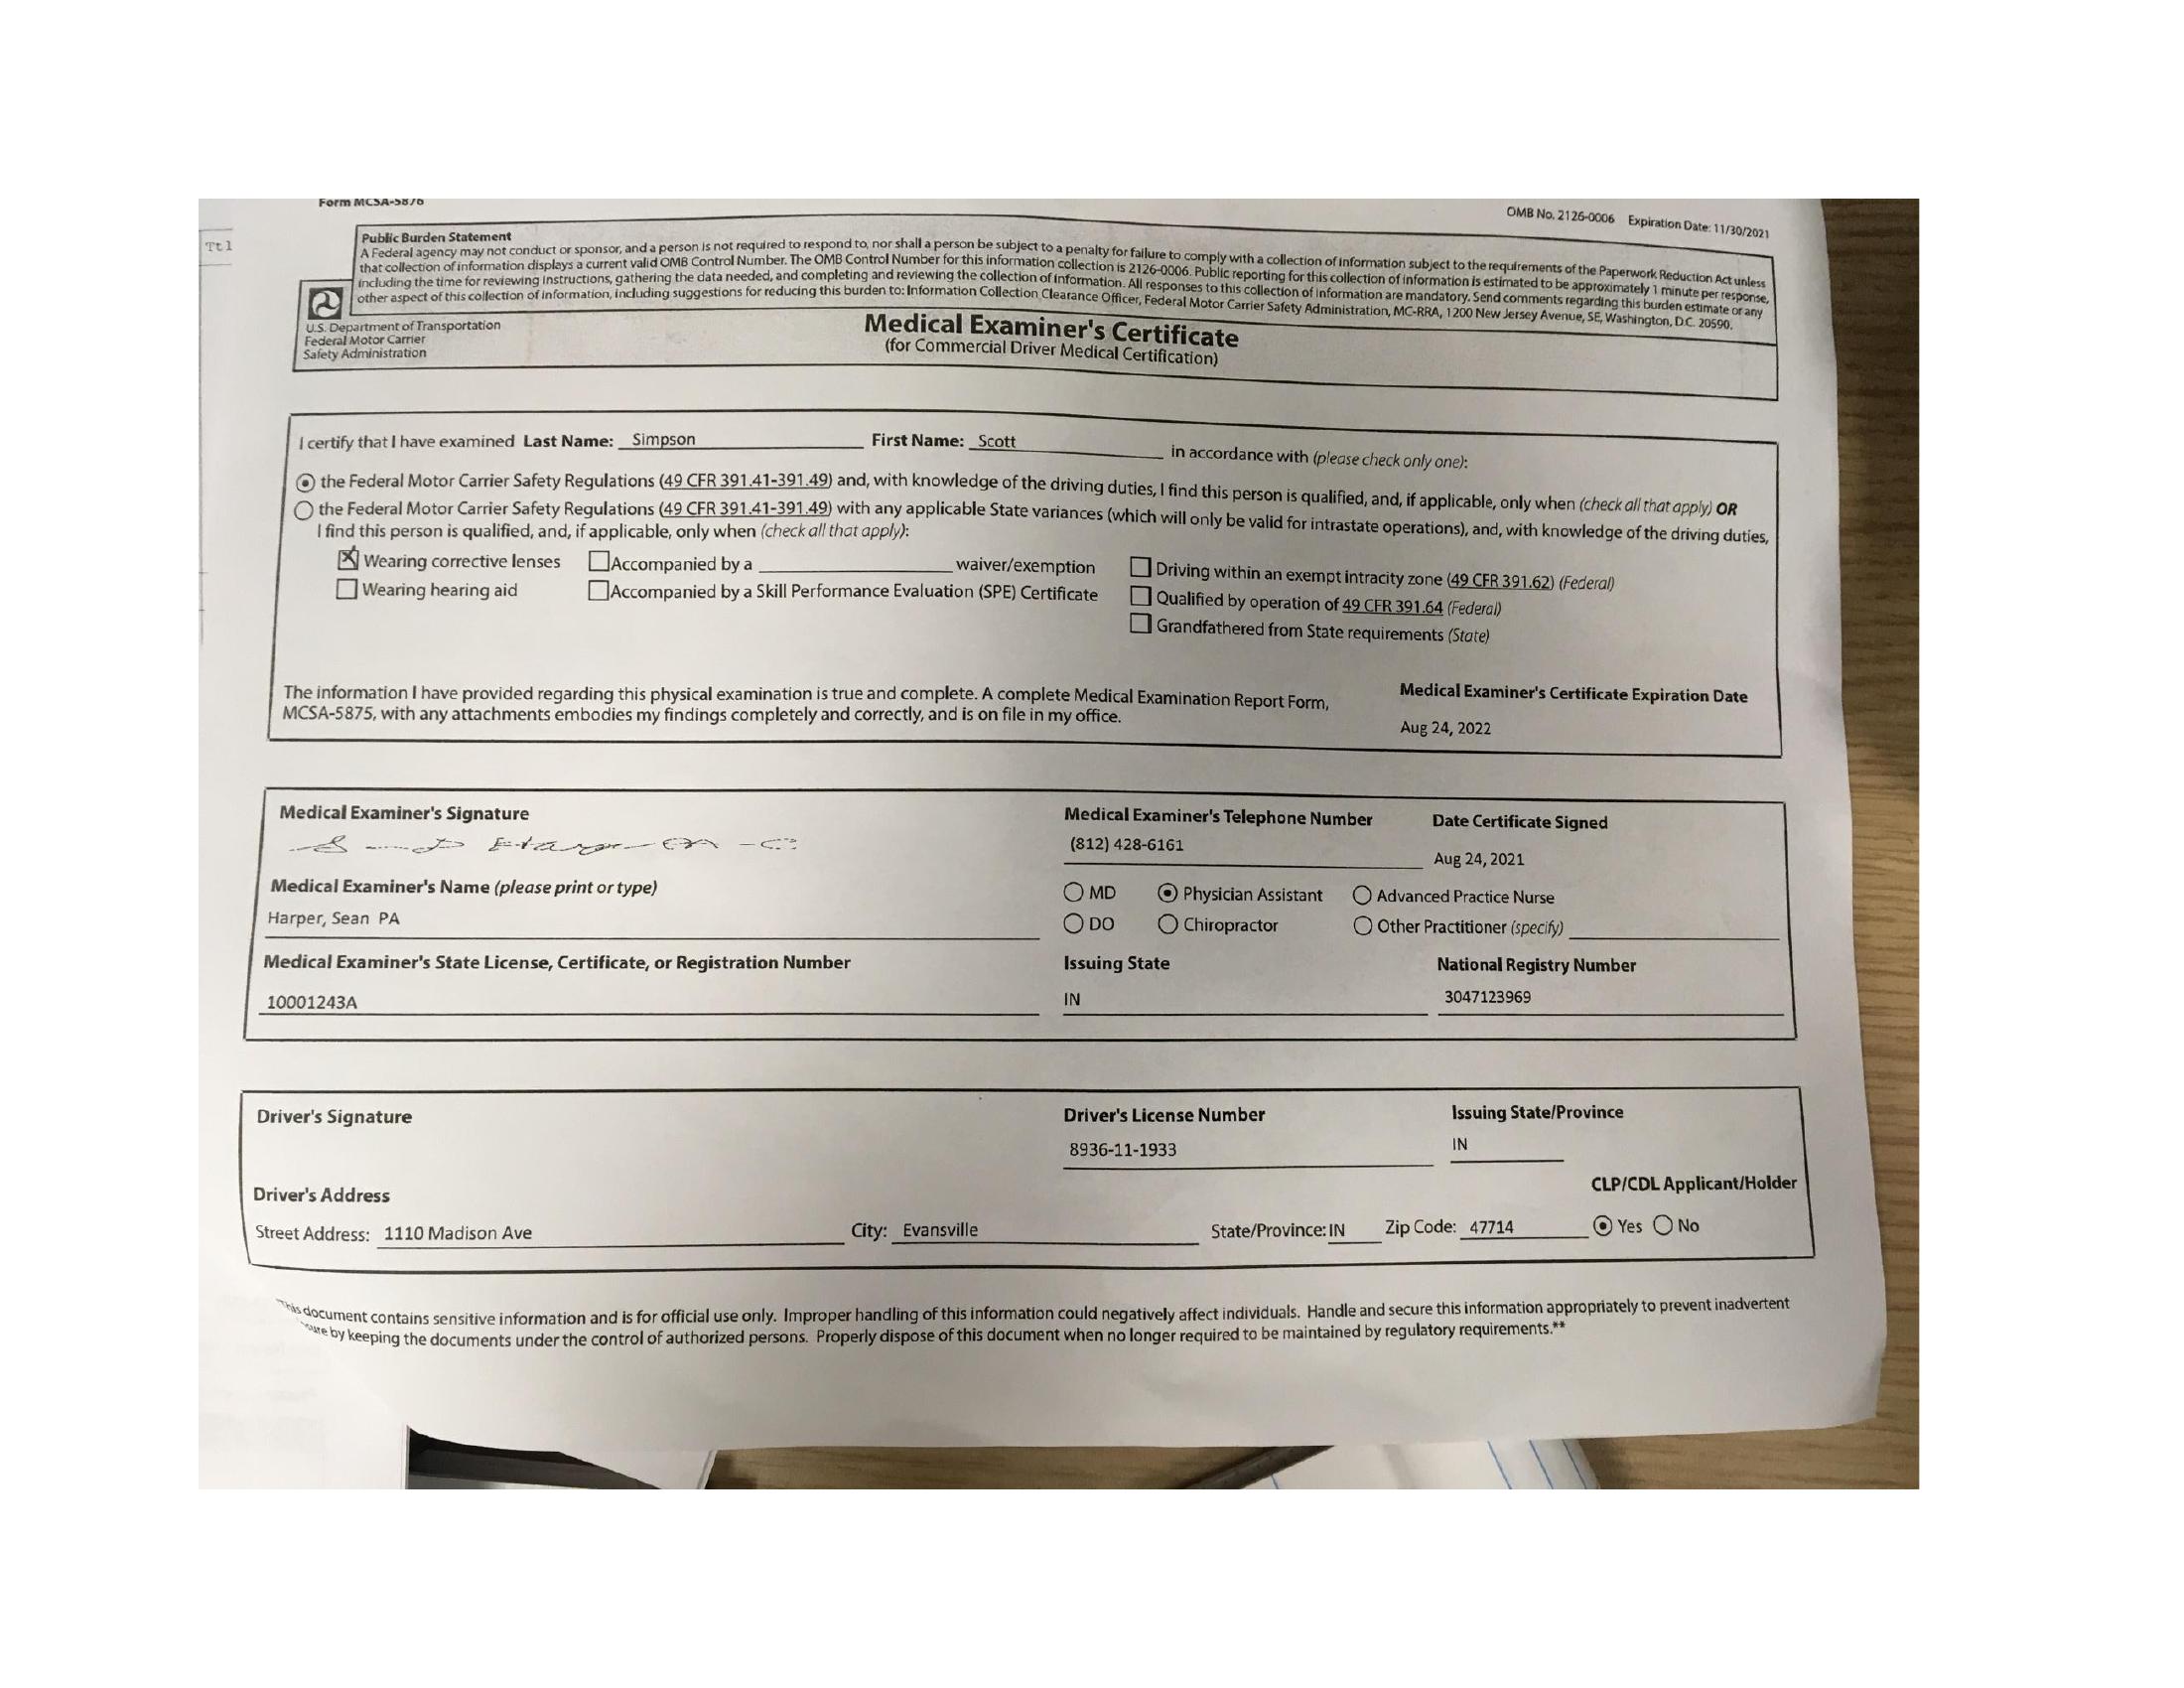 Form MCSA-5876
OMB No. 2126-0006 Expiration Date: 11/30/2021
Tt1
Public Burden Statement
A Federal agency may not conduct or sponsor, and a person is not required to respond to, nor shall a person be subject to a penalty for failure to comply with a collection of information subject to the requirements of the Paperwork Reduction Act unless
that collection of information displays a current valid OMB Control Number. The OMB Control Number for this information collection is 2126-0006. Public reporting for this collection of information is estimated to be approximately 1 minute per response,
including the time for reviewing instructions, gathering the data needed, and completing and reviewing the collection of information. All responses to this collection of information are mandatory. Send comments regarding this burden estimate or any
other aspect of this collection of information, including suggestions for reducing this burden to: Information Collection Clearance Officer, Federal Motor Carrier Safety Administration, MC-RRA, 1200 New Jersey Avenue, SE, Washington, D.C. 20590.
U.S. Department of Transportation
Federal Motor Carrier
Safety Administration
Medical Examiner's Certificate
(for Commercial Driver Medical Certification)
I certify that I have examined Last Name: Simpson First Name: Scott in accordance with (please check only one):
the Federal Motor Carrier Safety Regulations (49 CFR 391.41-391.49) and, with knowledge of the driving duties, I find this person is qualified, and, if applicable, only when (check all that apply) OR
the Federal Motor Carrier Safety Regulations (49 CFR 391.41-391.49) with any applicable State variances (which will only be valid for intrastate operations), and, with knowledge of the driving duties,
I find this person is qualified, and, if applicable, only when (check all that apply):
Wearing corrective lenses Accompanied by a waiver/exemption Driving within an exempt intracity zone (49 CFR 391.62) (Federal)
Wearing hearing aid Accompanied by a Skill Performance Evaluation (SPE) Certificate Qualified by operation of 49 CFR 391.64 (Federal)
Grandfathered from State requirements (State)
The information I have provided regarding this physical examination is true and complete. A complete Medical Examination Report Form,
MCSA-5875, with any attachments embodies my findings completely and correctly, and is on file in my office.
Medical Examiner's Certificate Expiration Date
Aug 24, 2022
Medical Examiner's Signature Medical Examiner's Telephone Number Date Certificate Signed
(812) 428-6161 Aug 24, 2021
Medical Examiner's Name (please print or type) MD Physician Assistant Advanced Practice Nurse
Harper, Sean PA DO Chiropractor Other Practitioner (specify)
Medical Examiner's State License, Certificate, or Registration Number Issuing State National Registry Number
10001243A IN 3047123969
Driver's Signature Driver's License Number Issuing State/Province
8936-11-1933 IN
Driver's Address CLP/CDL Applicant/Holder
Street Address: 1110 Madison Ave City: Evansville State/Province: IN Zip Code: 47714 Yes No
This document contains sensitive information and is for official use only. Improper handling of this information could negatively affect individuals. Handle and secure this information appropriately to prevent inadvertent
by keeping the documents under the control of authorized persons. Properly dispose of this document when no longer required to be maintained by regulatory requirements.**